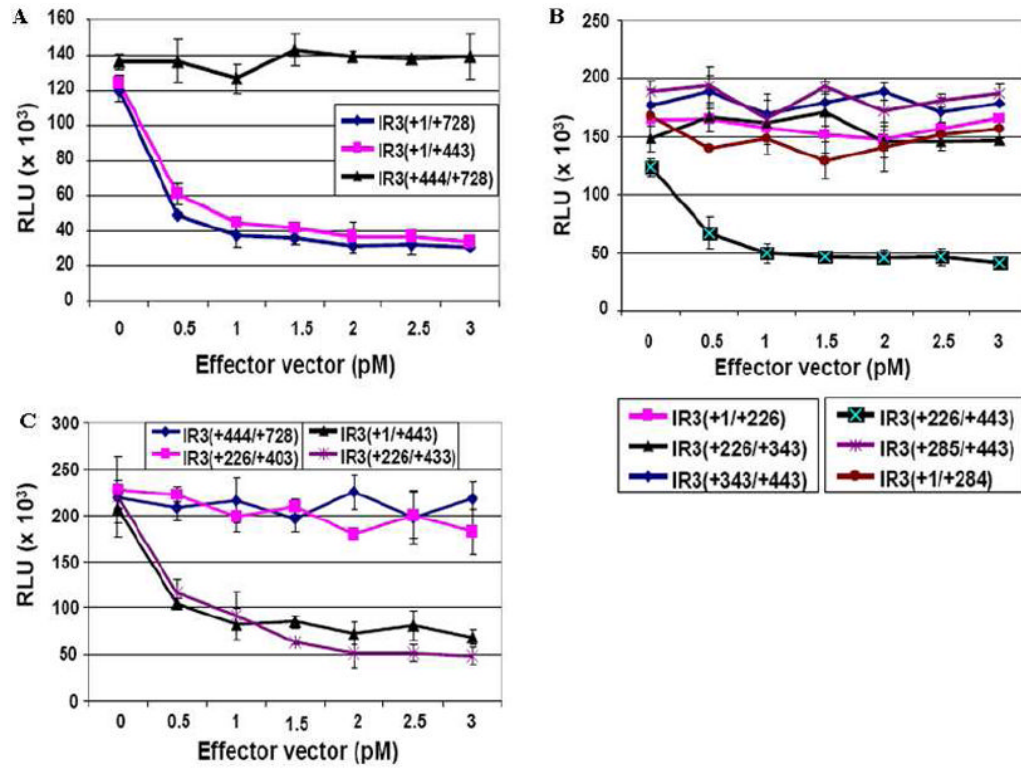 A
RLU (x 10³)
160
140
120
100
80
60
40
20
0
IR3(+1/+728)
IR3(+1/+443)
IR3(+444/+728)
0 0.5 1 1.5 2 2.5 3
Effector vector (pM)
B
RLU (x 10³)
250
200
150
100
50
0
0 0.5 1 1.5 2 2.5 3
Effector vector (pM)
IR3(+1/+226)
IR3(+226/+343)
IR3(+343/+443)
IR3(+226/+443)
IR3(+285/+443)
IR3(+1/+284)
C
RLU (x 10³)
300
250
200
150
100
50
0
IR3(+444/+728) IR3(+1/+443)
IR3(+226/+403) IR3(+226/+433)
0 0.5 1 1.5 2 2.5 3
Effector vector (pM)